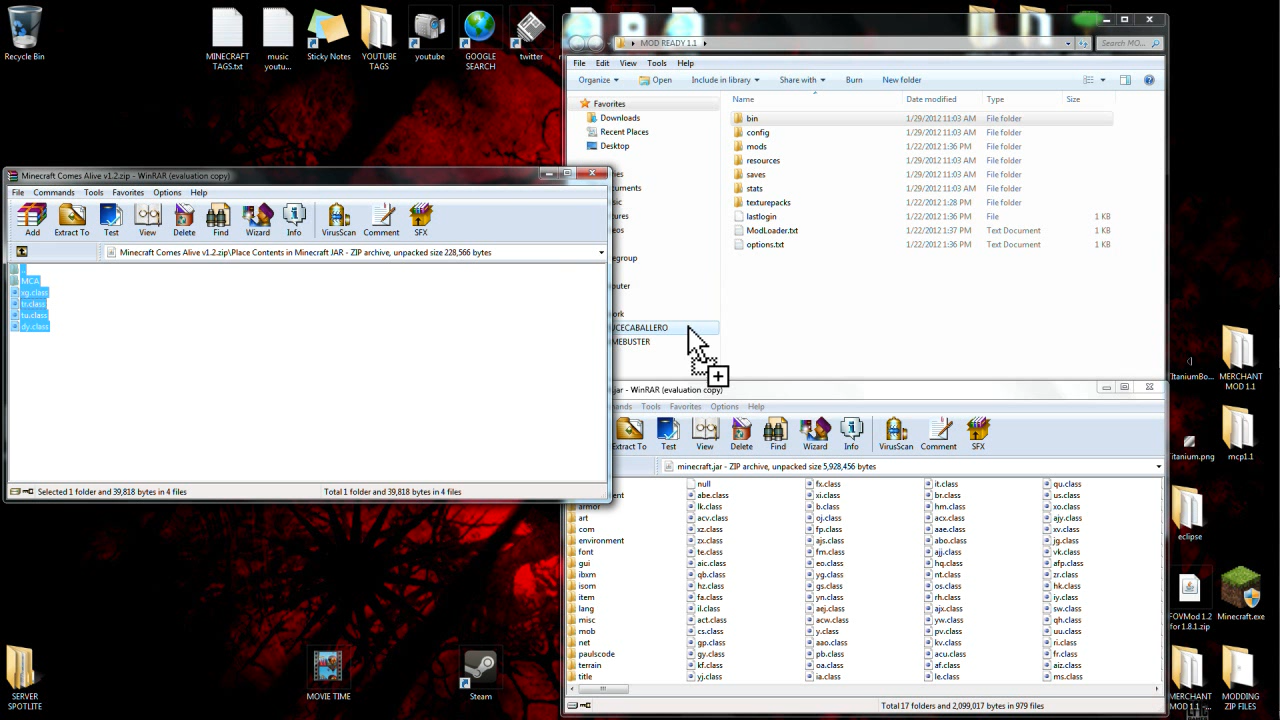 Recycle Bin
MINECRAFT TAGS.txt
music youtu...
Sticky Notes
YOUTUBE TAGS
youtube
GOOGLE SEARCH
twitter
MOD READY 1.1
Search MO...
File Edit View Tools Help
Organize Open Include in library Share with Burn New folder
Name Date modified Type Size
Favorites
Downloads
Recent Places
Desktop
bin 1/29/2012 11:03 AM File folder
config 1/29/2012 11:03 AM File folder
mods 1/22/2012 1:36 PM File folder
resources 1/29/2012 11:03 AM File folder
saves 1/29/2012 11:03 AM File folder
stats 1/29/2012 11:03 AM File folder
texturepacks 1/22/2012 1:28 PM File folder
lastlogin 1/22/2012 1:36 PM File 1 KB
ModLoader.txt 1/22/2012 1:37 PM Text Document 1 KB
options.txt 1/22/2012 1:36 PM Text Document 1 KB
UCECABALLERO
MEBUSTER
Minecraft Comes Alive v1.2.zip - WinRAR (evaluation copy)
File Commands Tools Favorites Options Help
Add Extract To Test View Delete Find Wizard Info VirusScan Comment SFX
Minecraft Comes Alive v1.2.zip\Place Contents in Minecraft JAR - ZIP archive, unpacked size 228,566 bytes
..
MCA
xg.class
tr.class
tu.class
dy.class
Selected 1 folder and 39,818 bytes in 4 files Total 1 folder and 39,818 bytes in 4 files
.jar - WinRAR (evaluation copy)
mands Tools Favorites Options Help
Extract To Test View Delete Find Wizard Info VirusScan Comment SFX
minecraft.jar - ZIP archive, unpacked size 5,928,456 bytes
null fx.class it.class qu.class
abe.class xi.class br.class us.class
armor lk.class b.class hm.class xo.class
art acv.class oj.class acx.class ajy.class
com xz.class fp.class aae.class xv.class
environment zx.class ajs.class abo.class jg.class
font te.class fm.class ajj.class vk.class
gui aic.class eo.class hq.class afp.class
ibxm qb.class yg.class nt.class zr.class
isom hz.class gs.class os.class hk.class
item fa.class yn.class rh.class iy.class
lang il.class aej.class ajx.class sw.class
misc act.class acw.class yw.class qh.class
mob cs.class y.class pv.class uu.class
net gp.class aao.class kv.class ri.class
paulscode gy.class pb.class acu.class fr.class
terrain kf.class oa.class af.class aiz.class
title yj.class ia.class le.class ms.class
Total 17 folders and 2,099,017 bytes in 979 files
TitaniumBo...
MERCHANT MOD 1.1
Titanium.png
mcp1.1
eclipse
FOVMod 1.2 for 1.8.1.zip
Minecraft.exe
MERCHANT MOD 1.1 -...
MODDING ZIP FILES
SERVER SPOTLITE
MOVIE TIME
Steam